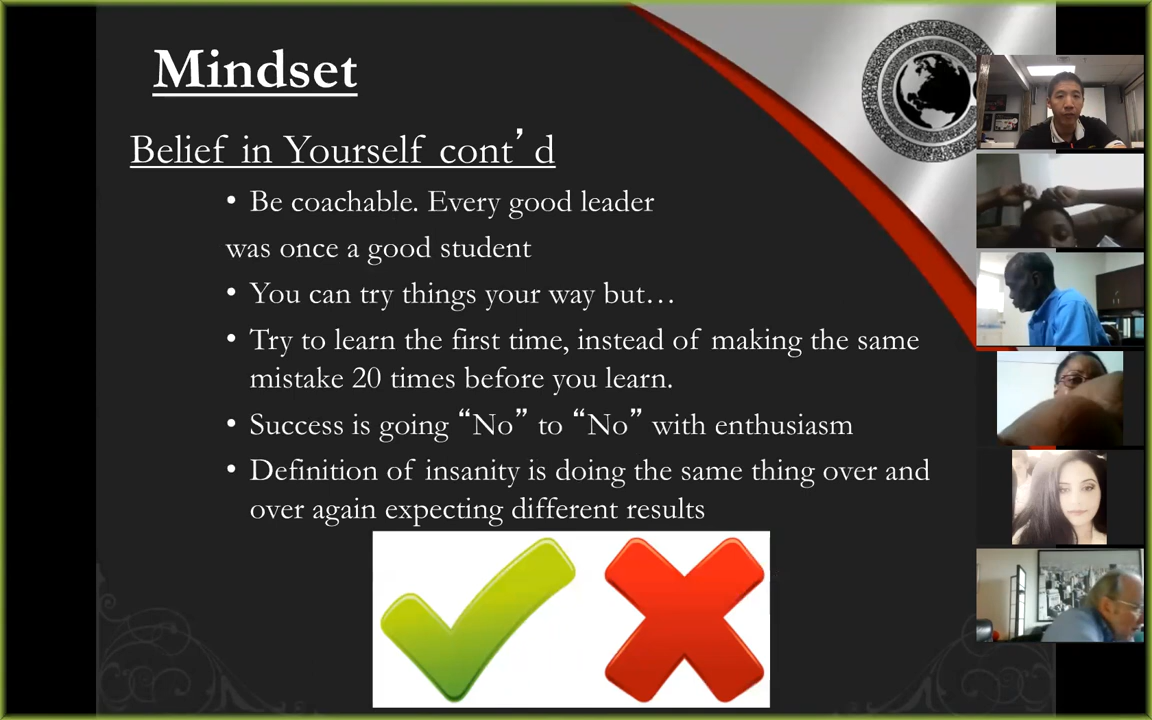 Mindset
Belief in Yourself cont’ d
• Be coachable. Every good leader
was once a good student
• You can try things your way but…
• Try to learn the first time, instead of making the same
mistake 20 times before you learn.
• Success is going “No” to “No” with enthusiasm
• Definition of insanity is doing the same thing over and
over again expecting different results